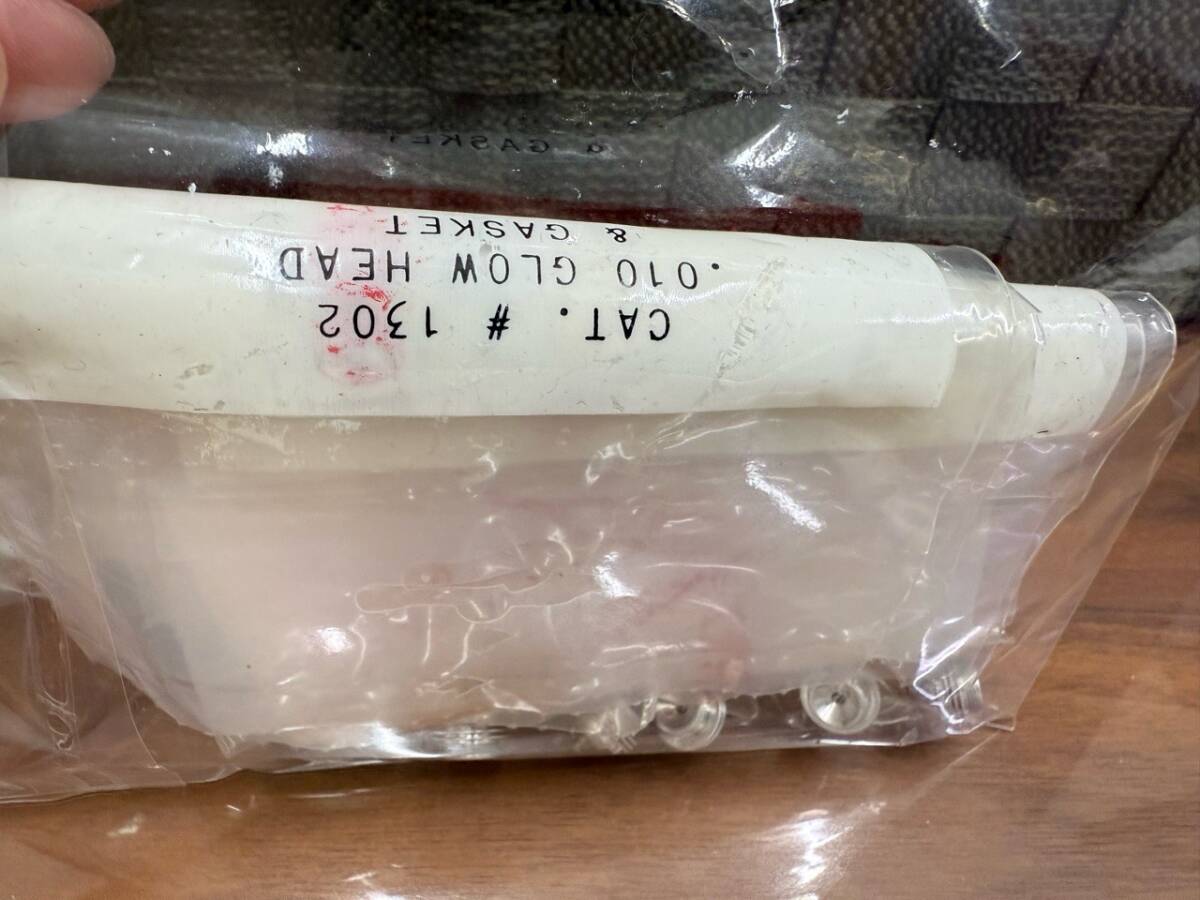 CAT. # 1302
.010 GLOW HEAD
& GASKET